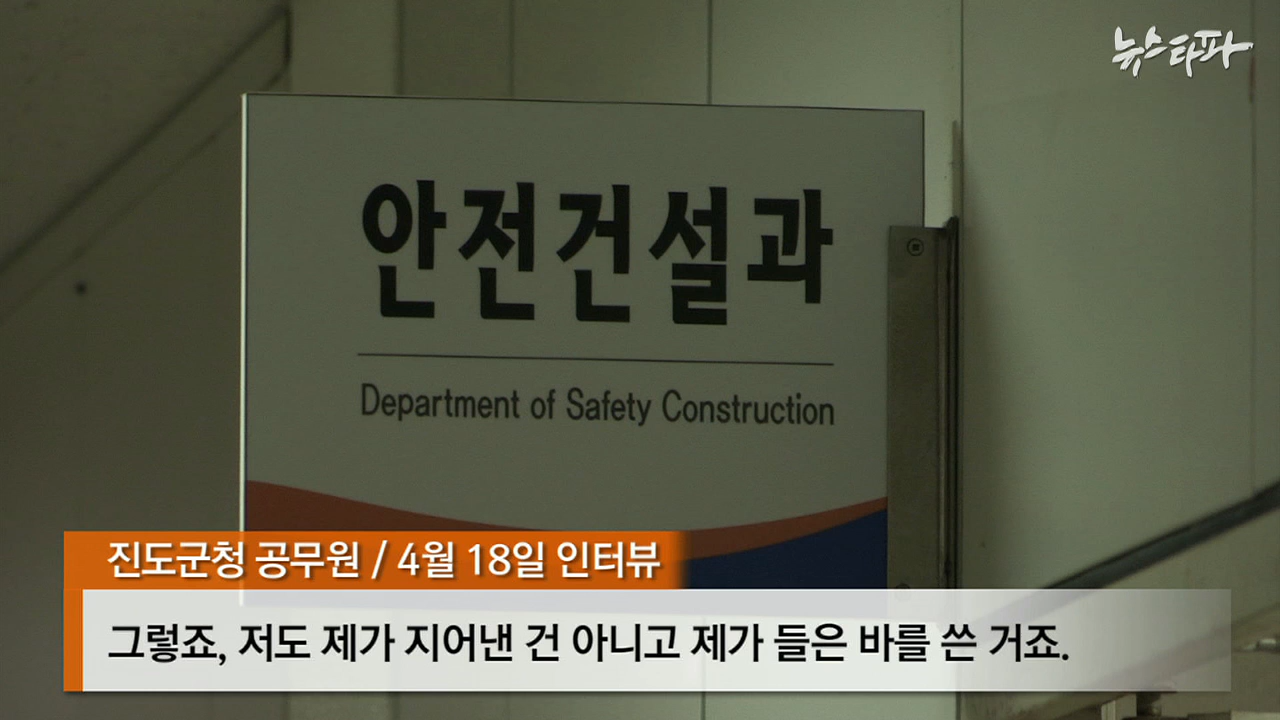 뉴스타파
안전건설과
Department of Safety Construction
진도군청 공무원 / 4월 18일 인터뷰
그렇죠, 저도 제가 지어낸 건 아니고 제가 들은 바를 쓴 거죠.